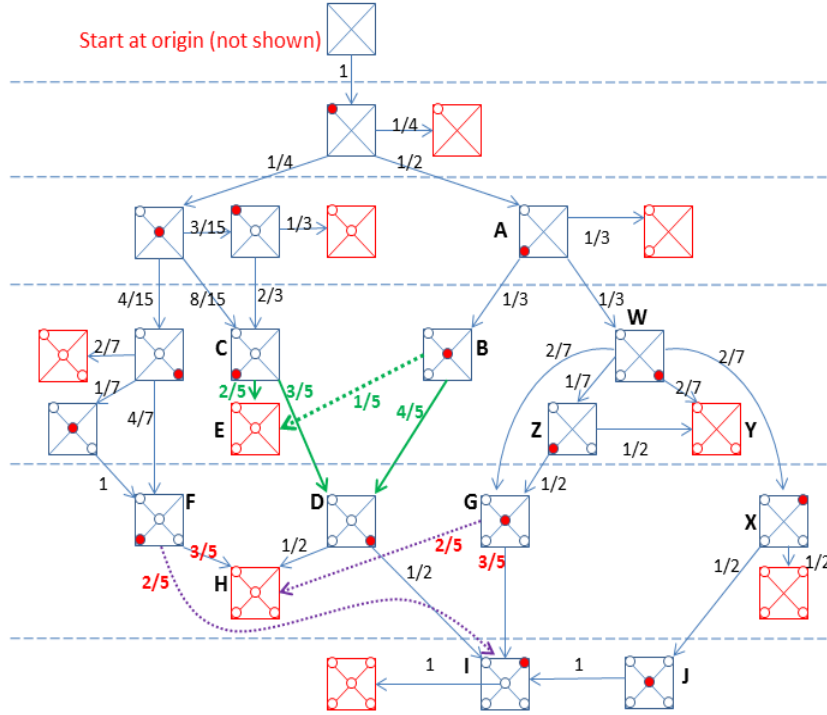 Start at origin (not shown)
1
1/4
1/4
1/2
3/15
1/3
A
1/3
4/15
8/15
2/3
1/3
1/3
W
2/7
C
B
2/7
2/7
1/7
2/5
3/5
1/7
2/7
4/7
E
1/5
4/5
Z
1/2
Y
1
F
D
G
1/2
X
3/5
1/2
2/5
3/5
1/2
1/2
2/5
H
1/2
I
1
1
J